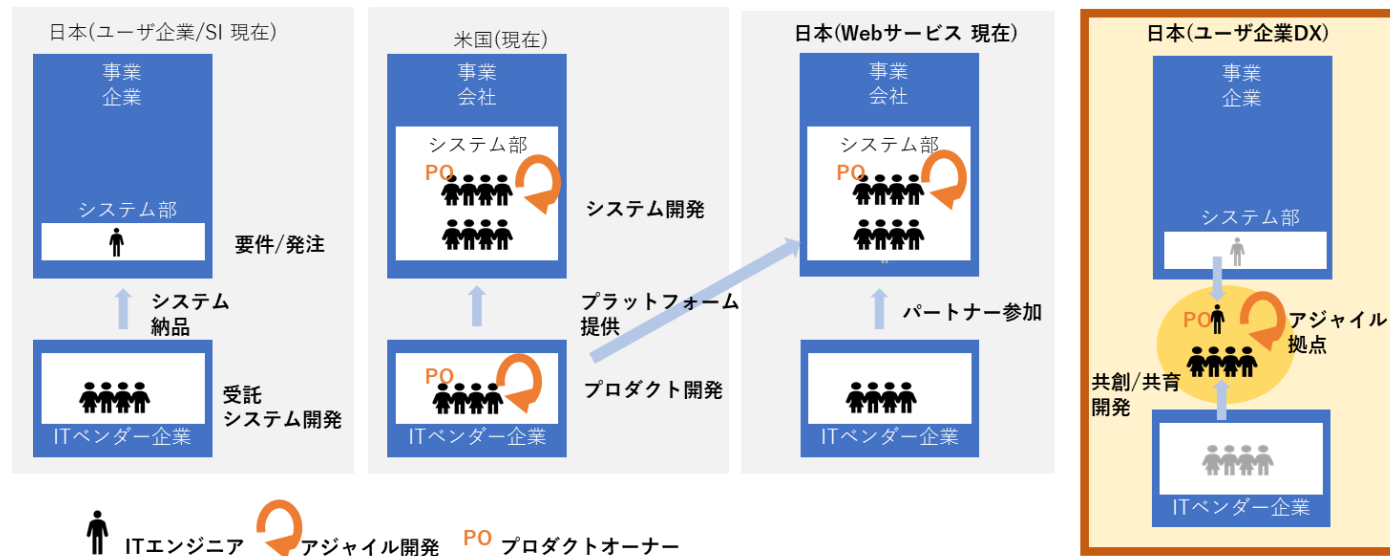 日本(ユーザ企業/SI 現在)
事業
企業
システム部
要件/発注
システム
納品
受託
システム開発
ITベンダー企業
米国(現在)
事業
会社
システム部
PO
システム開発
プラットフォーム
提供
PO
プロダクト開発
ITベンダー企業
日本(Webサービス 現在)
事業
会社
システム部
PO
パートナー参加
ITベンダー企業
日本(ユーザ企業DX)
事業
企業
システム部
PO
アジャイル
拠点
共創/共育
開発
ITベンダー企業
ITエンジニア
アジャイル開発
PO プロダクトオーナー